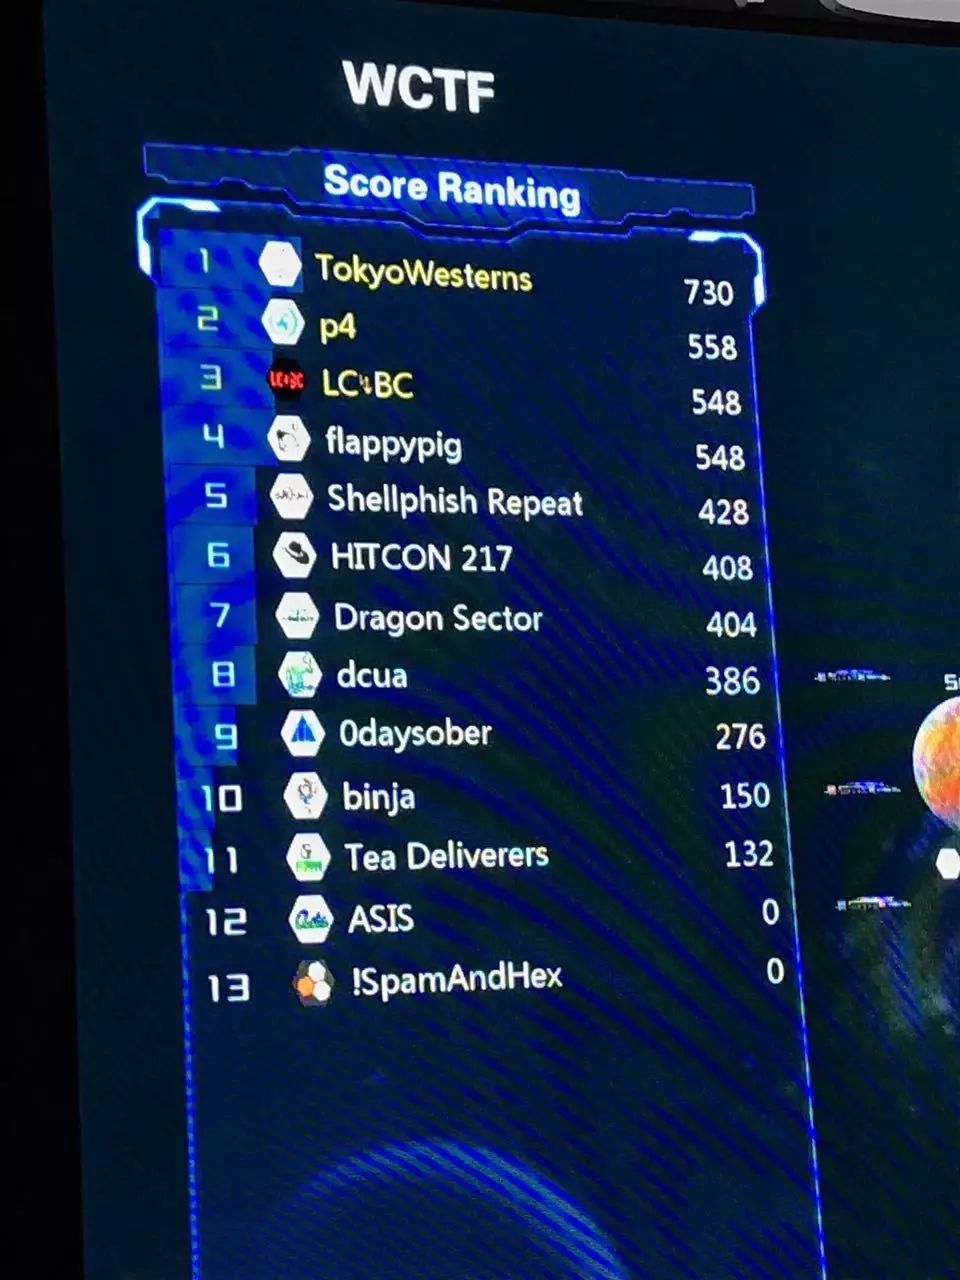 WCTF
Score Ranking
1 TokyoWesterns 730
2 p4 558
3 LC↯BC 548
4 flappypig 548
5 Shellphish Repeat 428
6 HITCON 217 408
7 Dragon Sector 404
8 dcua 386
9 0daysober 276
10 binja 150
11 Tea Deliverers 132
12 ASIS 0
13 !SpamAndHex 0